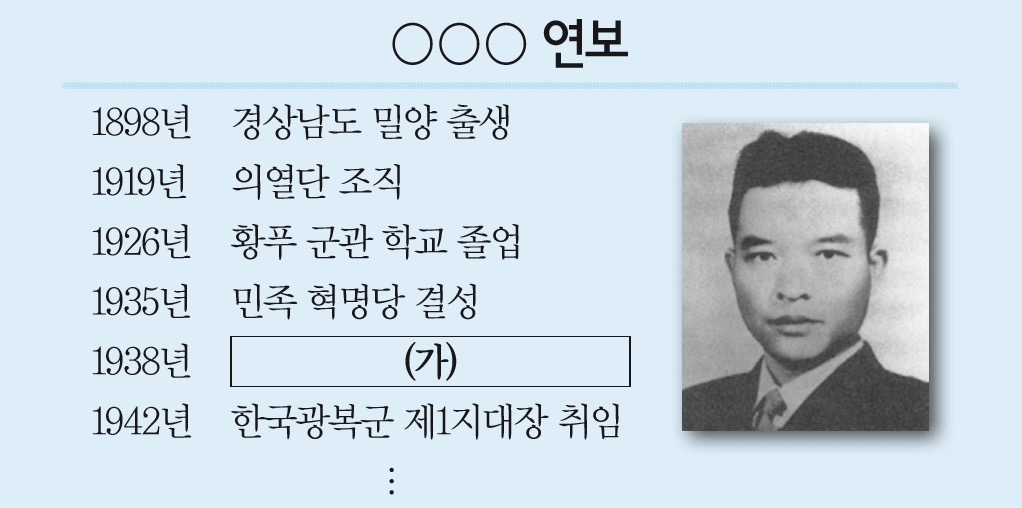 ○○○ 연보
1898년 경상남도 밀양 출생
1919년 의열단 조직
1926년 황푸 군관 학교 졸업
1935년 민족 혁명당 결성
1938년 (가)
1942년 한국광복군 제1지대장 취임
⋮